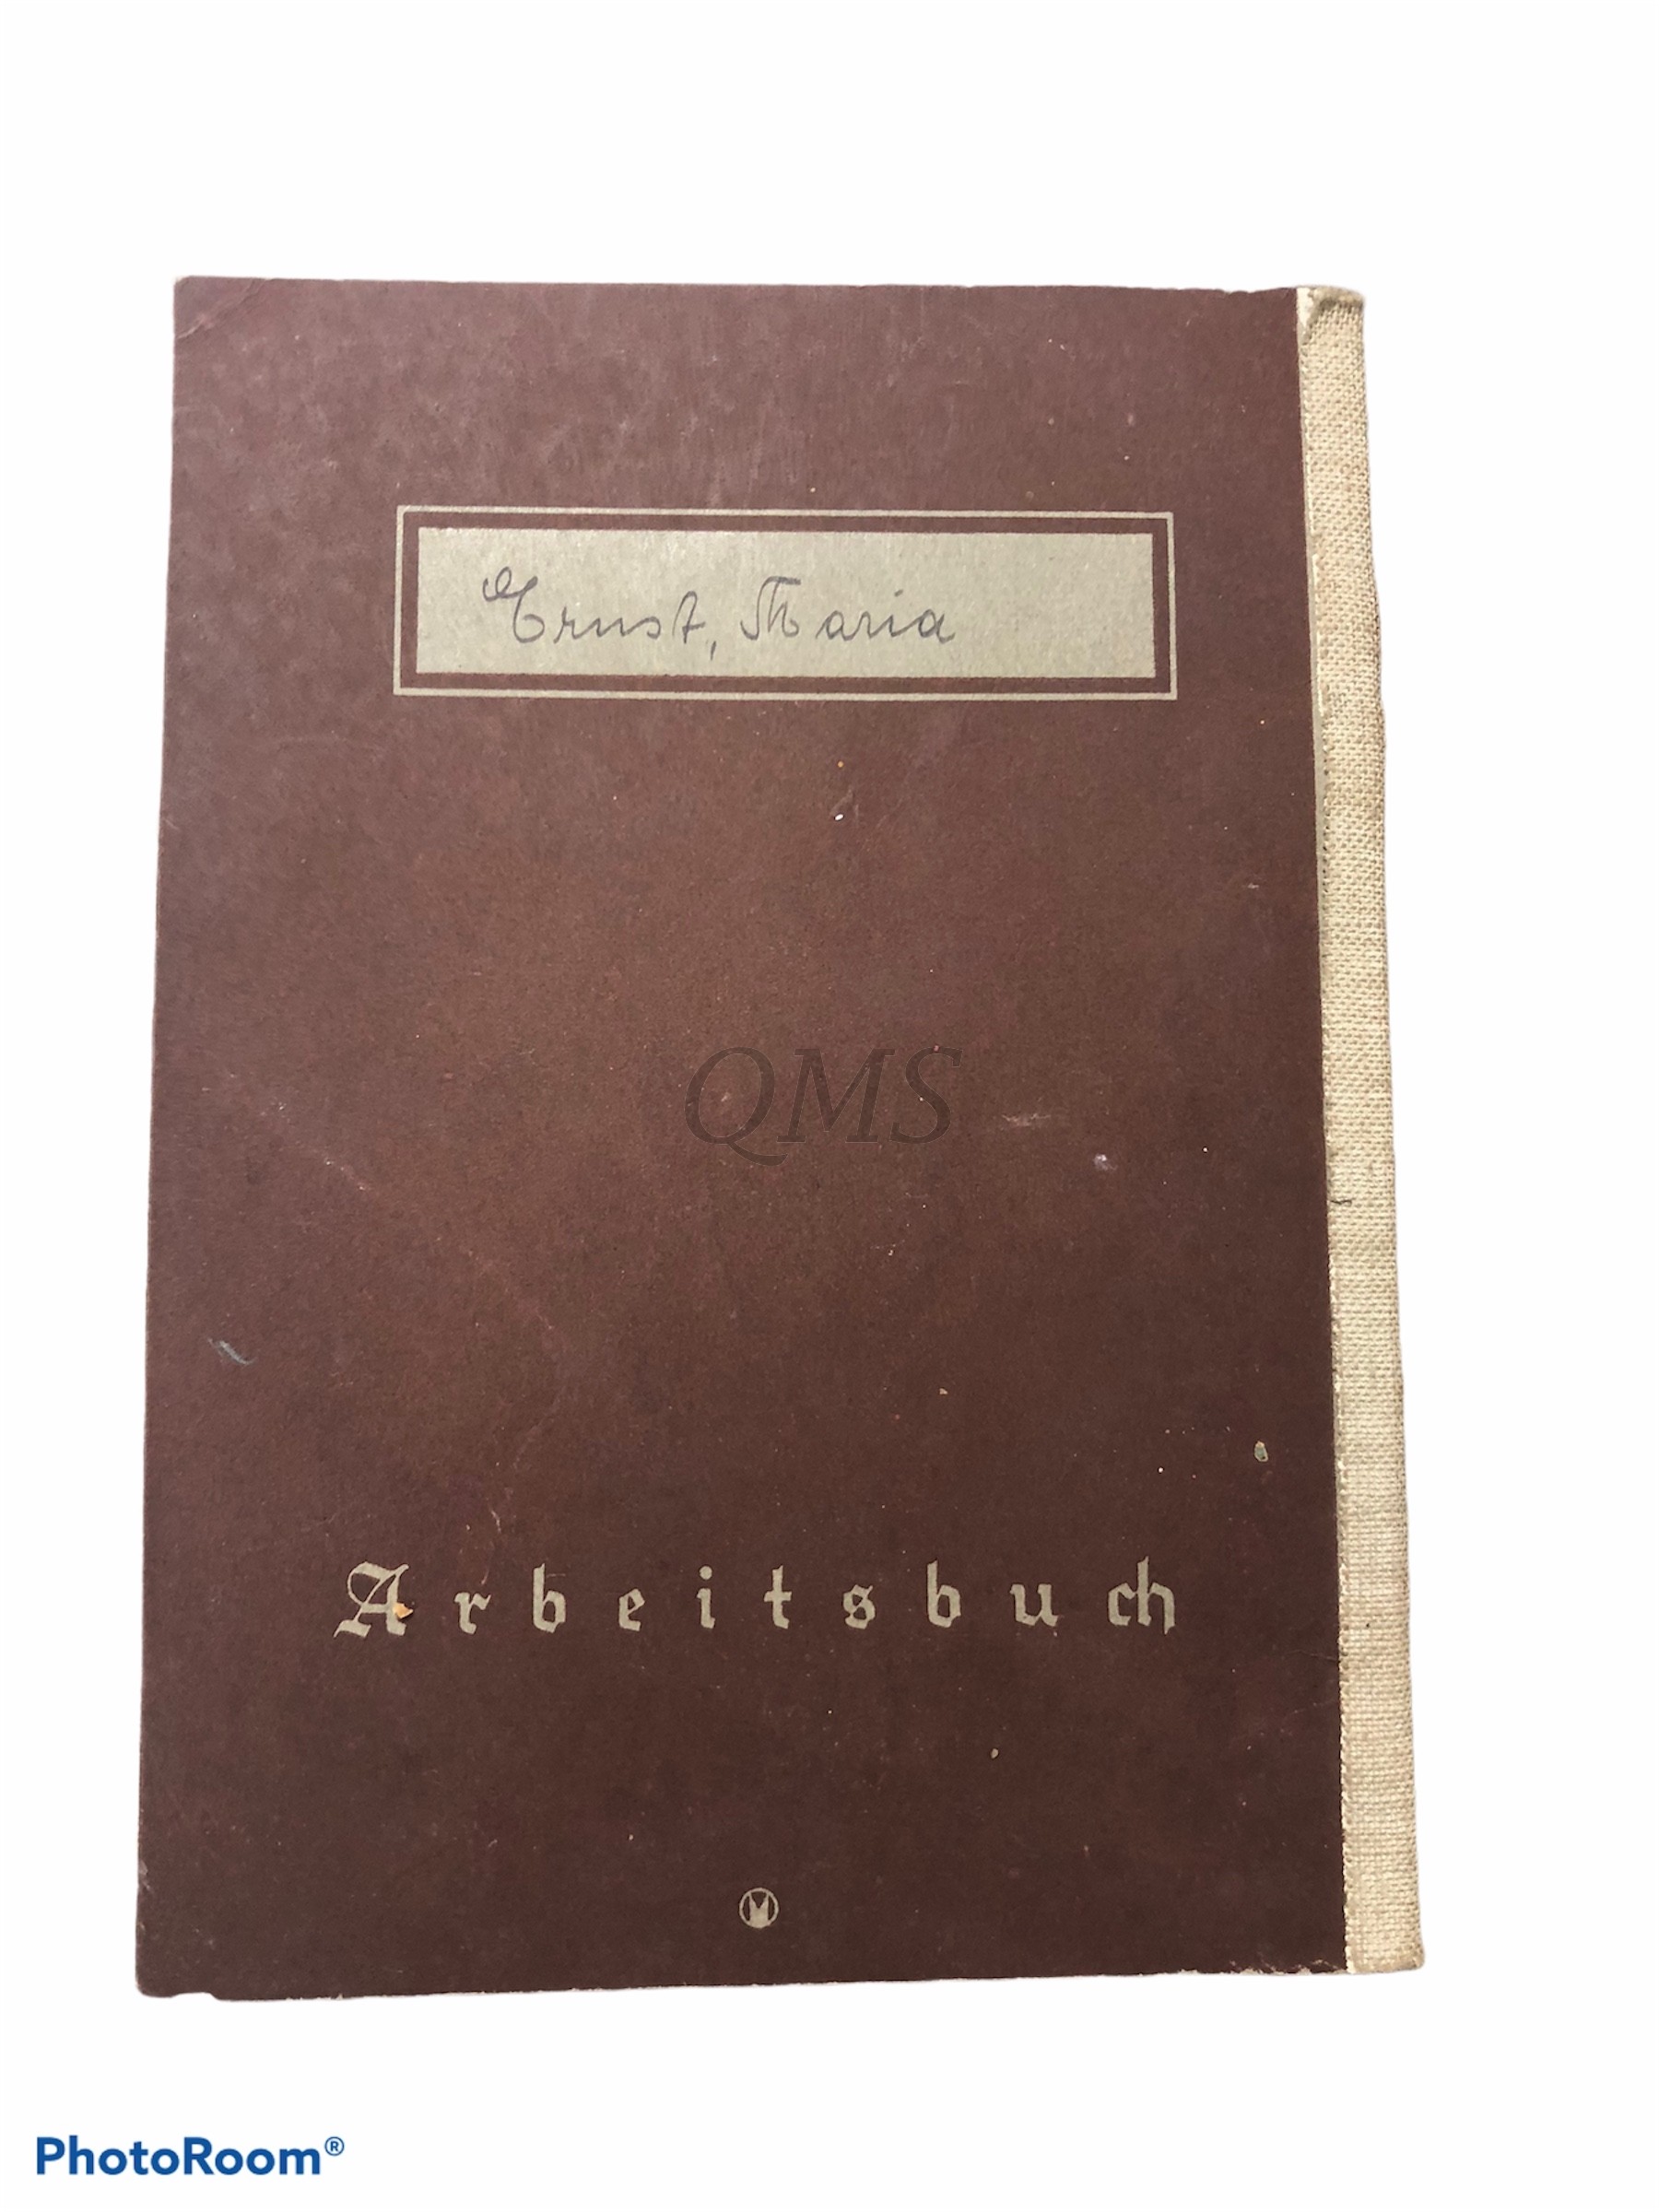 Ernst, Maria
QMS
Arbeitsbuch
PhotoRoom®